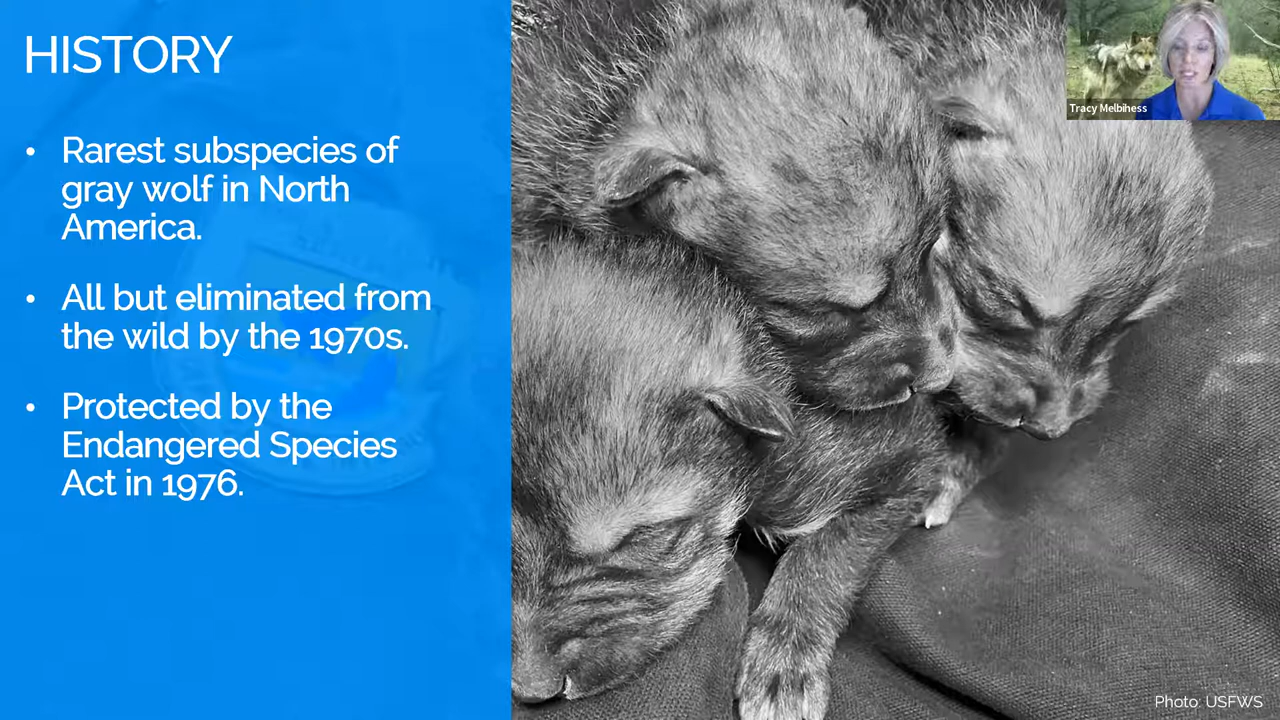 HISTORY
• Rarest subspecies of
gray wolf in North
America.
• All but eliminated from
the wild by the 1970s.
• Protected by the
Endangered Species
Act in 1976.
Tracy Melbihess
Photo: USFWS